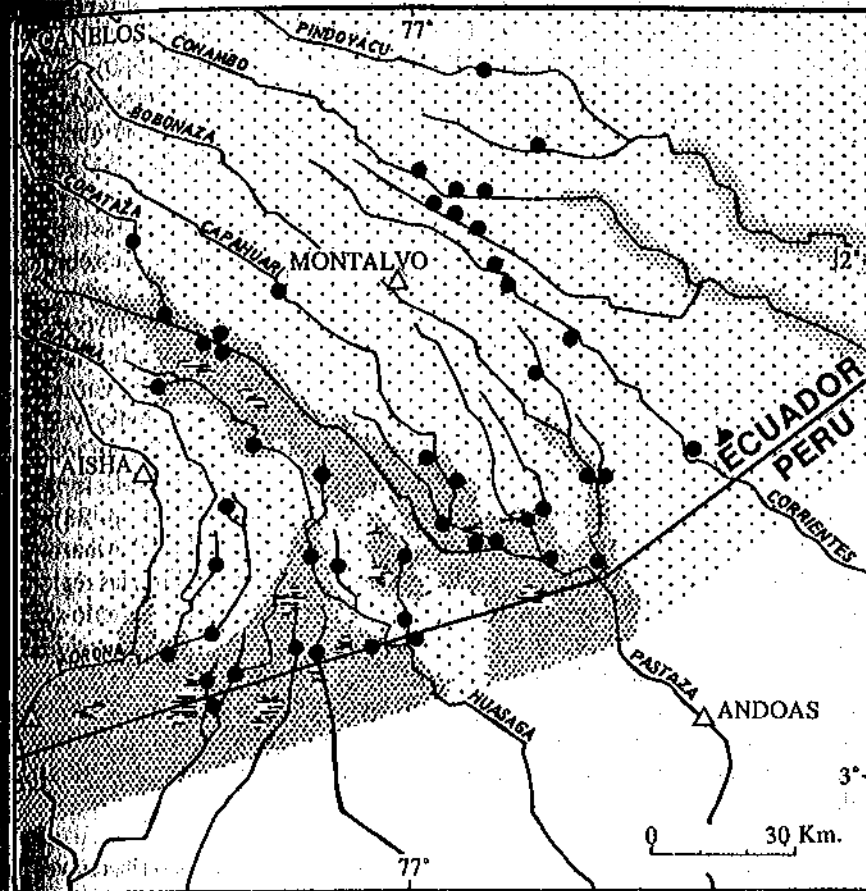 77°
CANELOS
PINDOYACU
CONAMBO
BOBONAZA
COPATAZA
CAPAHUARI
MONTALVO
2°
ECUADOR
PERU
TAISHA
CORRIENTES
PASTAZA
HUASAGA
ANDOAS
3°
0 30 Km.
77°